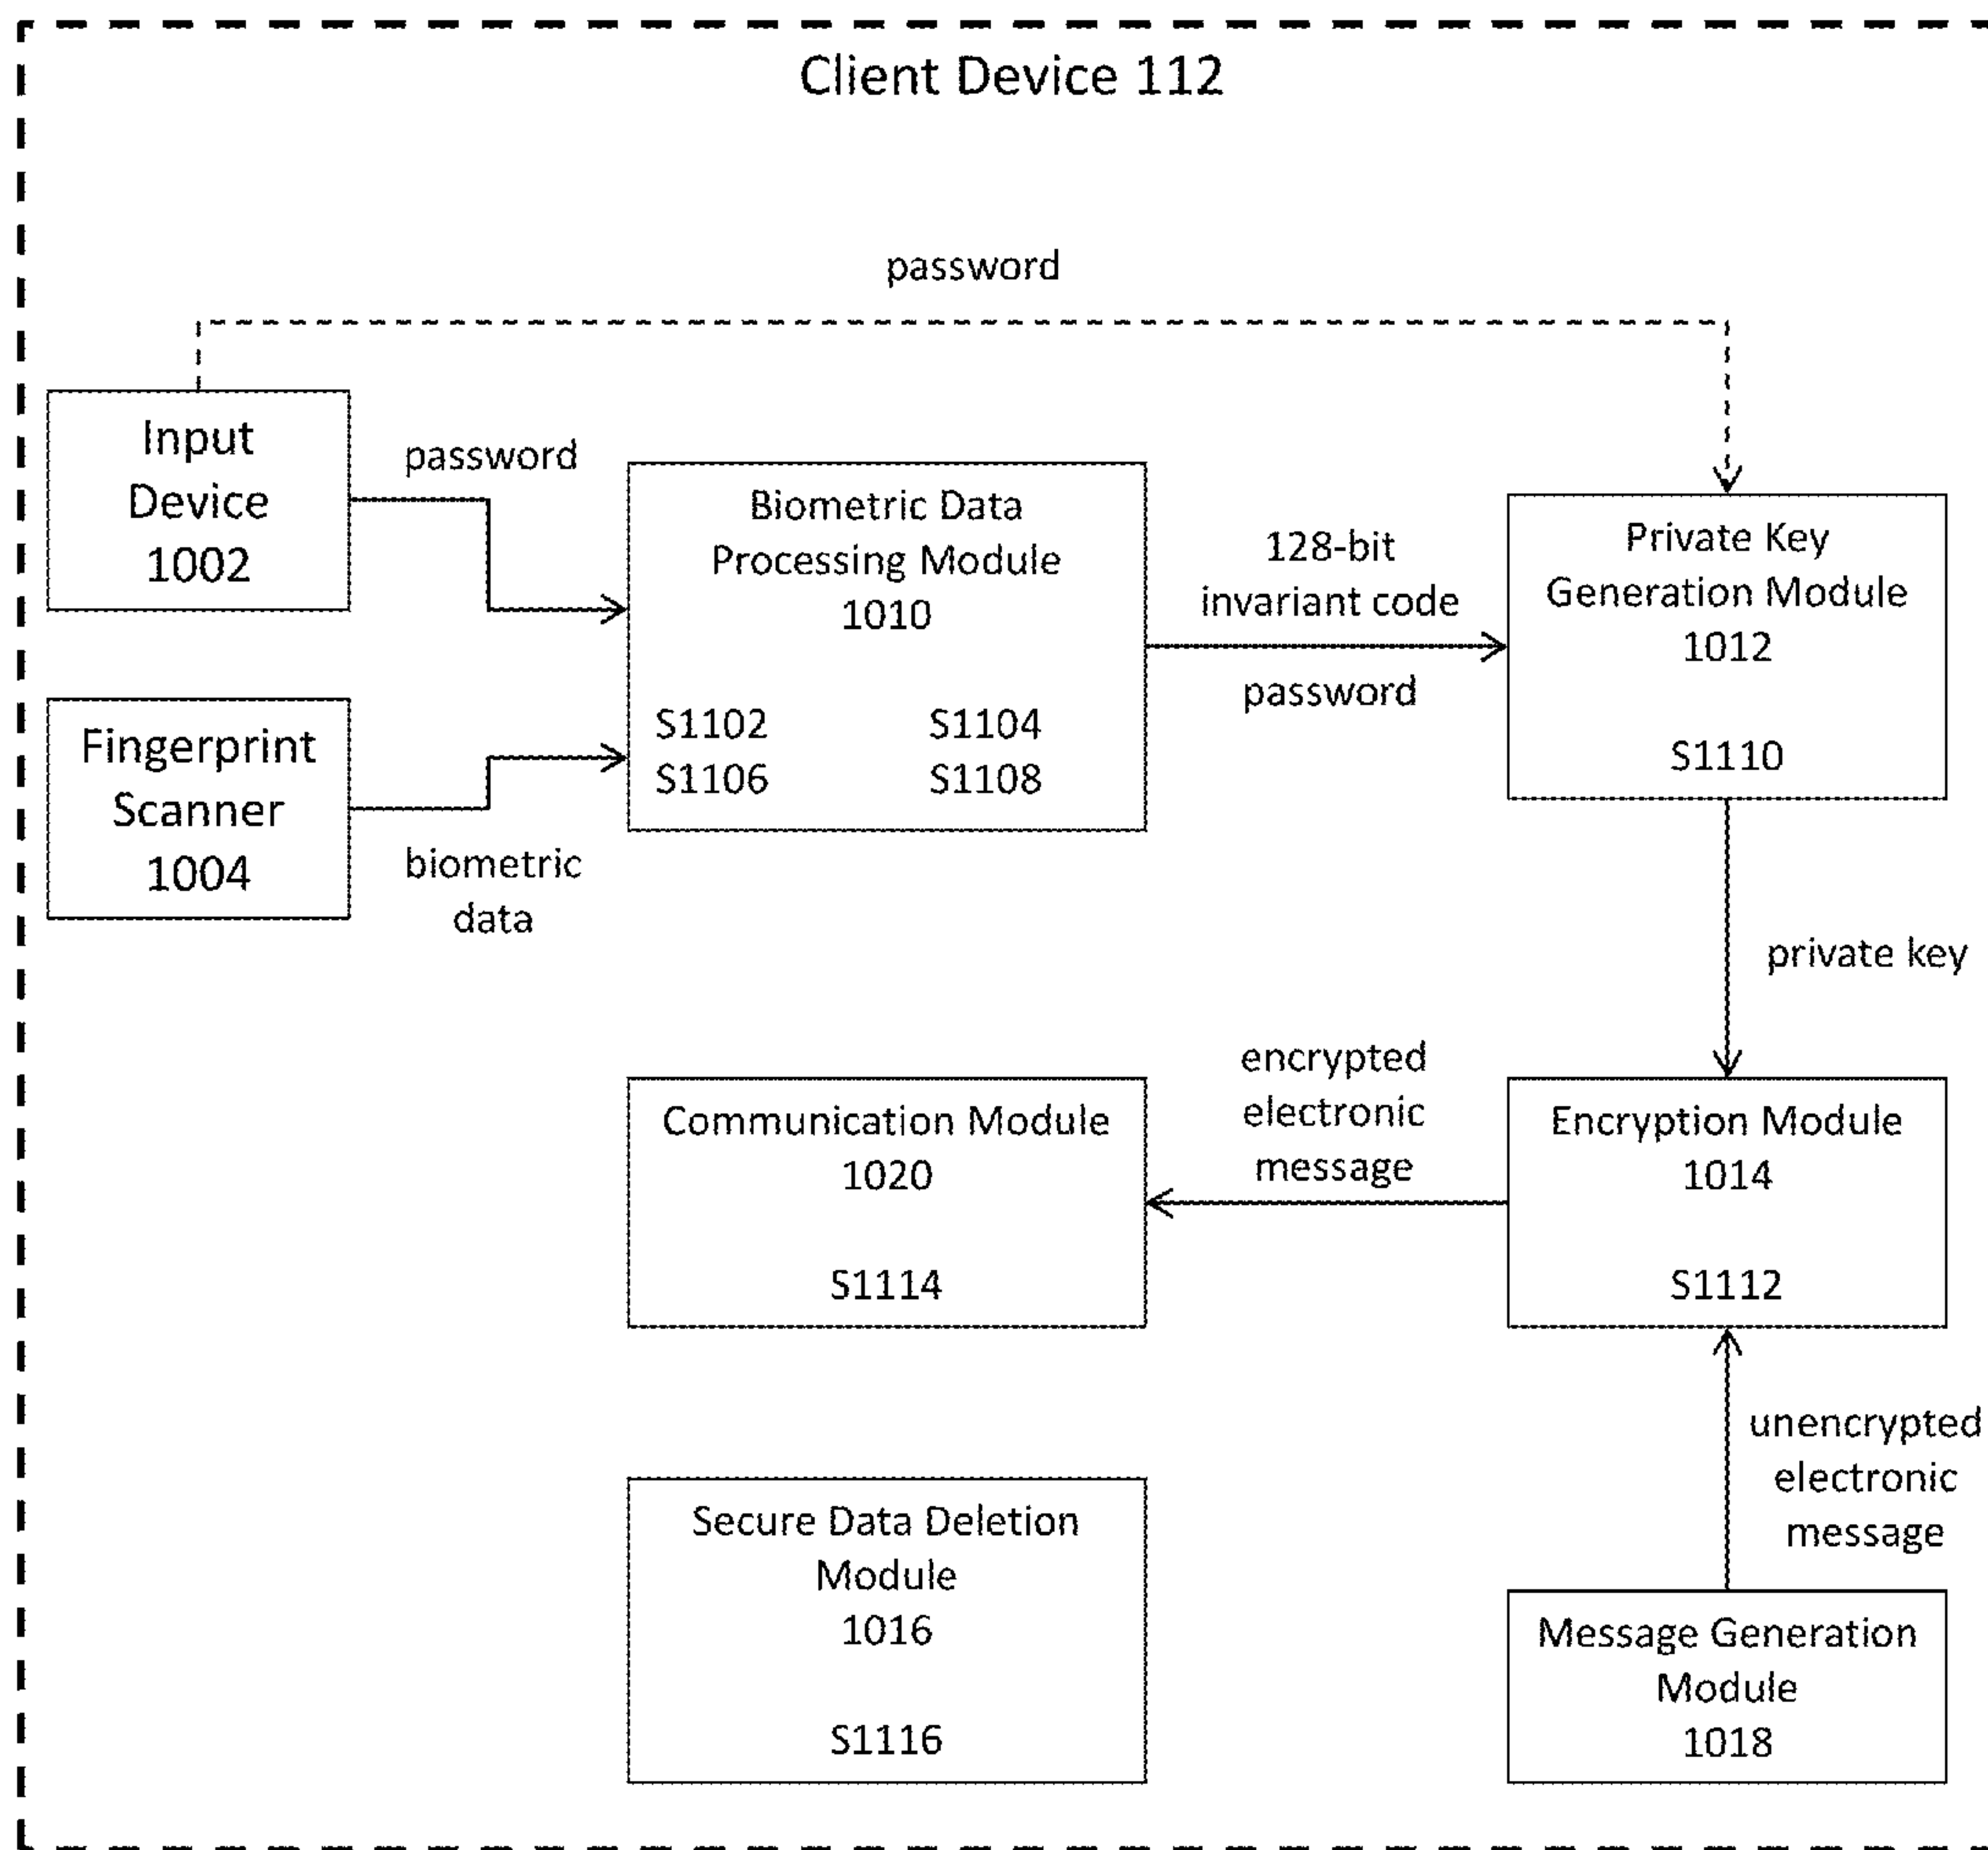 Client Device 112
password
Input
Device
1002
password
Biometric Data
Processing Module
1010
S1102 S1104
S1106 S1108
128-bit
invariant code
password
Private Key
Generation Module
1012
S1110
Fingerprint
Scanner
1004
biometric
data
private key
Communication Module
1020
S1114
encrypted
electronic
message
Encryption Module
1014
S1112
unencrypted
electronic
message
Secure Data Deletion
Module
1016
S1116
Message Generation
Module
1018